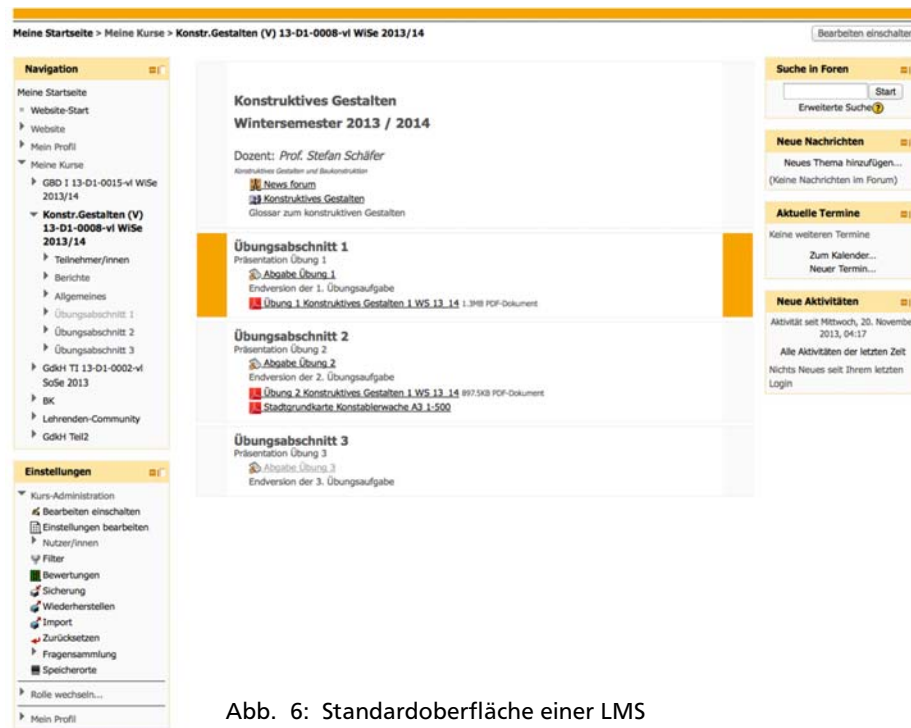 Meine Startseite > Meine Kurse > Konstr.Gestalten (V) 13-D1-0008-vl WiSe 2013/14
Bearbeiten einschalten
Navigation
Meine Startseite
Website-Start
Website
Mein Profil
Meine Kurse
GBD I 13-D1-0015-vl WiSe
2013/14
Konstr.Gestalten (V)
13-D1-0008-vl WiSe
2013/14
Teilnehmer/innen
Berichte
Allgemeines
Übungsabschnitt 1
Übungsabschnitt 2
Übungsabschnitt 3
GdkH TI 13-D1-0002-vl
SoSe 2013
BK
Lehrenden-Community
GdkH Teil2
Einstellungen
Kurs-Administration
Bearbeiten einschalten
Einstellungen bearbeiten
Nutzer/innen
Filter
Bewertungen
Sicherung
Wiederherstellen
Import
Zurücksetzen
Fragensammlung
Speicherorte
Rolle wechseln...
Mein Profil
Konstruktives Gestalten
Wintersemester 2013 / 2014
Dozent: Prof. Stefan Schäfer
Konstruktives Gestalten und Baukonstruktion
News forum
Konstruktives Gestalten
Glossar zum konstruktiven Gestalten
Übungsabschnitt 1
Präsentation Übung 1
Abgabe Übung 1
Endversion der 1. Übungsaufgabe
Übung 1 Konstruktives Gestalten 1 WS 13_14 1.3MB PDF-Dokument
Übungsabschnitt 2
Präsentation Übung 2
Abgabe Übung 2
Endversion der 2. Übungsaufgabe
Übung 2 Konstruktives Gestalten 1 WS 13_14 897.5KB PDF-Dokument
Stadtgrundkarte Konstablerwache A3 1-500
Übungsabschnitt 3
Präsentation Übung 3
Abgabe Übung 3
Endversion der 3. Übungsaufgabe
Suche in Foren
Start
Erweiterte Suche
Neue Nachrichten
Neues Thema hinzufügen...
(Keine Nachrichten im Forum)
Aktuelle Termine
Keine weiteren Termine
Zum Kalender...
Neuer Termin...
Neue Aktivitäten
Aktivität seit Mittwoch, 20. November
2013, 04:17
Alle Aktivitäten der letzten Zeit
Nichts Neues seit Ihrem letzten
Login
Abb. 6: Standardoberfläche einer LMS